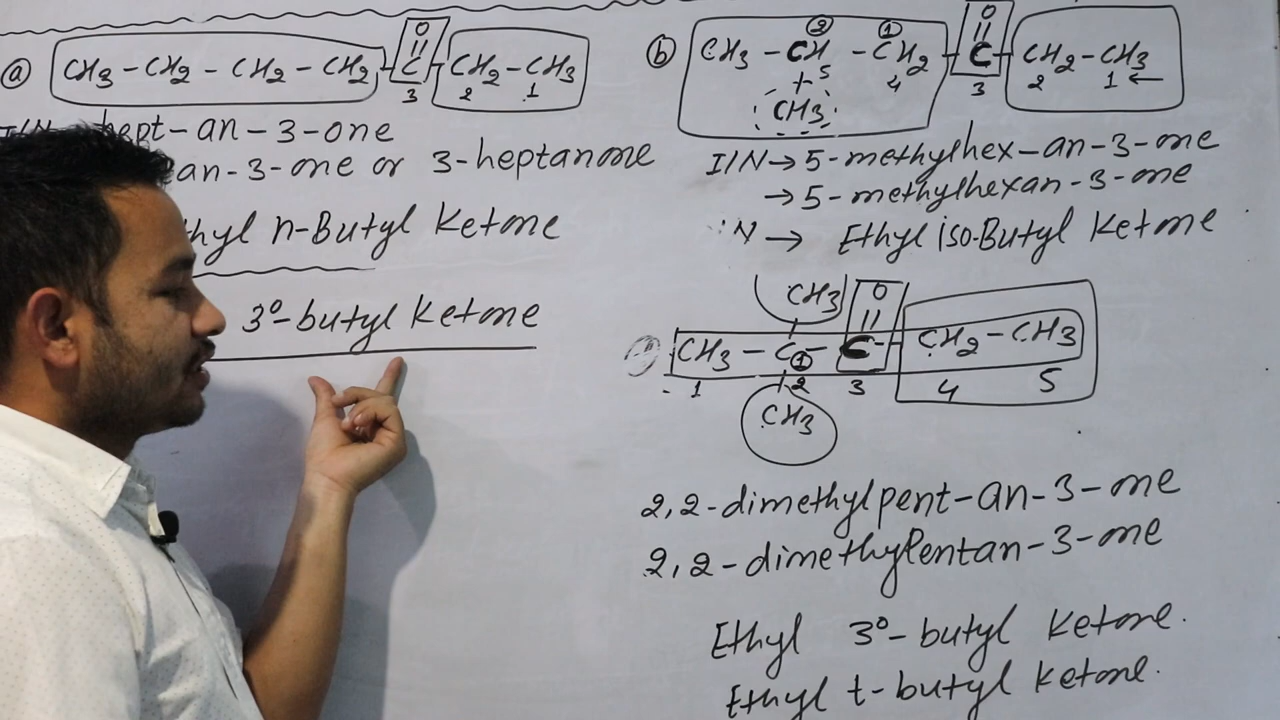 O
ⓐ CH3 - CH2 - CH2 - CH2 - C - CH2 - CH3
3 2 1
hept-an-3-one
an-3-one or 3-heptanone
thyl n-Butyl Ketone
3°-butyl Ketone
② ① O
ⓑ CH3 - CH - CH2 - C - CH2 - CH3
5 4 3 2 1 ←
CH3
I/N → 5-methylhex-an-3-one
→ 5-methylhexan-3-one
N → Ethyl iso-Butyl Ketone
CH3 O
CH3 - C - C - CH2 - CH3
①
1 2 3 4 5
CH3
2,2-dimethylpent-an-3-one
2,2-dimethylentan-3-one
Ethyl 3°-butyl Ketone.
Ethyl t-butyl Ketone.